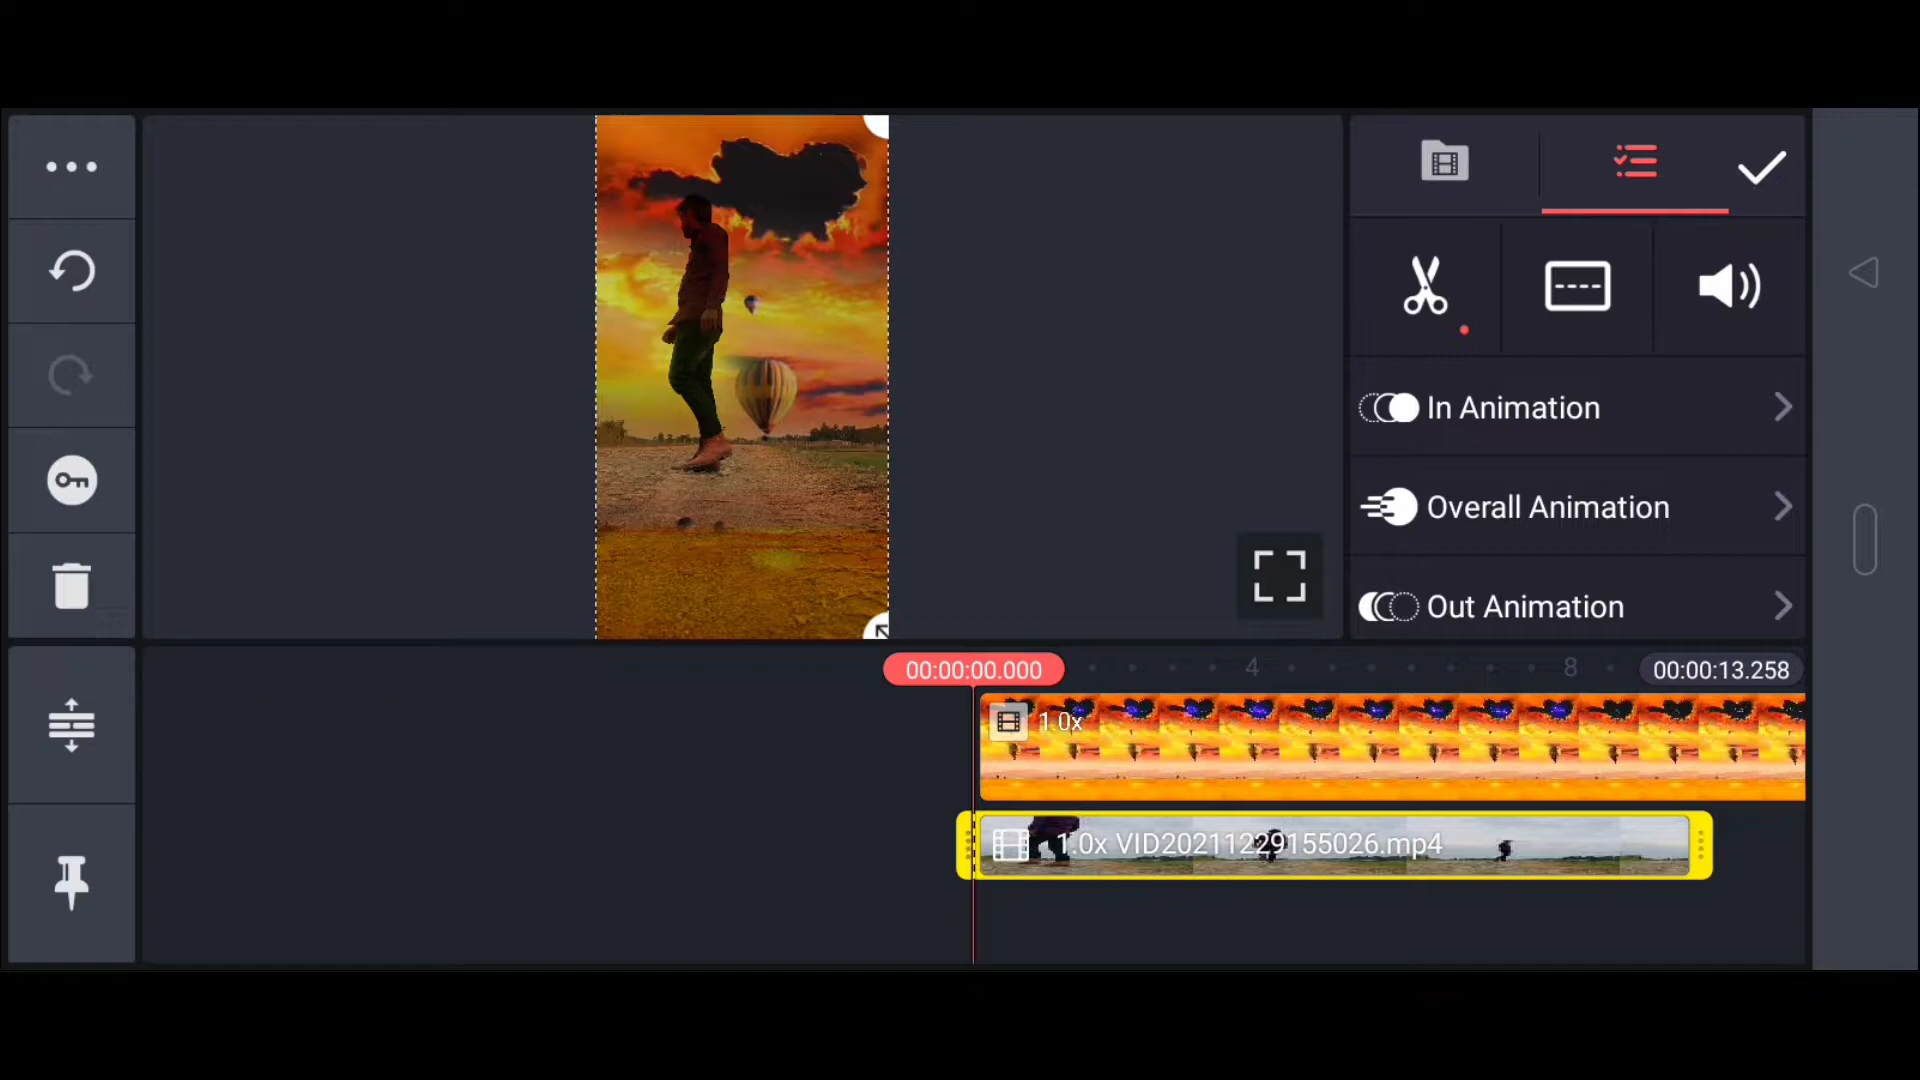 In Animation
Overall Animation
Out Animation
00:00:00.000
4
8
00:00:13.258
1.0x
1.0x VID20211229155026.mp4